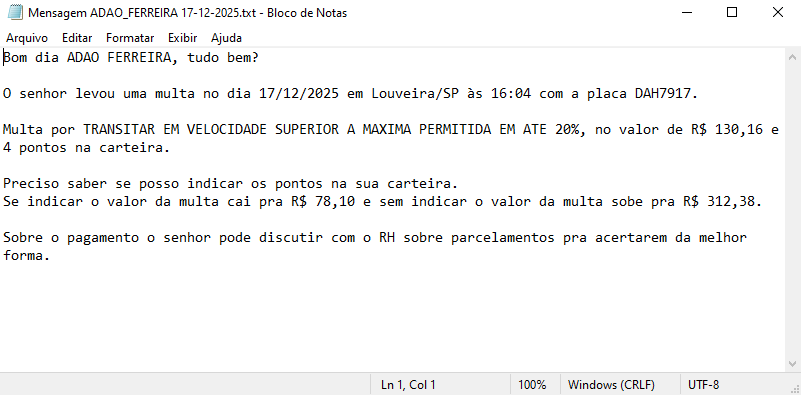 Mensagem ADAO_FERREIRA 17-12-2025.txt - Bloco de Notas
Arquivo Editar Formatar Exibir Ajuda
Bom dia ADAO FERREIRA, tudo bem?
O senhor levou uma multa no dia 17/12/2025 em Louveira/SP às 16:04 com a placa DAH7917.
Multa por TRANSITAR EM VELOCIDADE SUPERIOR A MAXIMA PERMITIDA EM ATE 20%, no valor de R$ 130,16 e
4 pontos na carteira.
Preciso saber se posso indicar os pontos na sua carteira.
Se indicar o valor da multa cai pra R$ 78,10 e sem indicar o valor da multa sobe pra R$ 312,38.
Sobre o pagamento o senhor pode discutir com o RH sobre parcelamentos pra acertarem da melhor
forma.
Ln 1, Col 1 100% Windows (CRLF) UTF-8